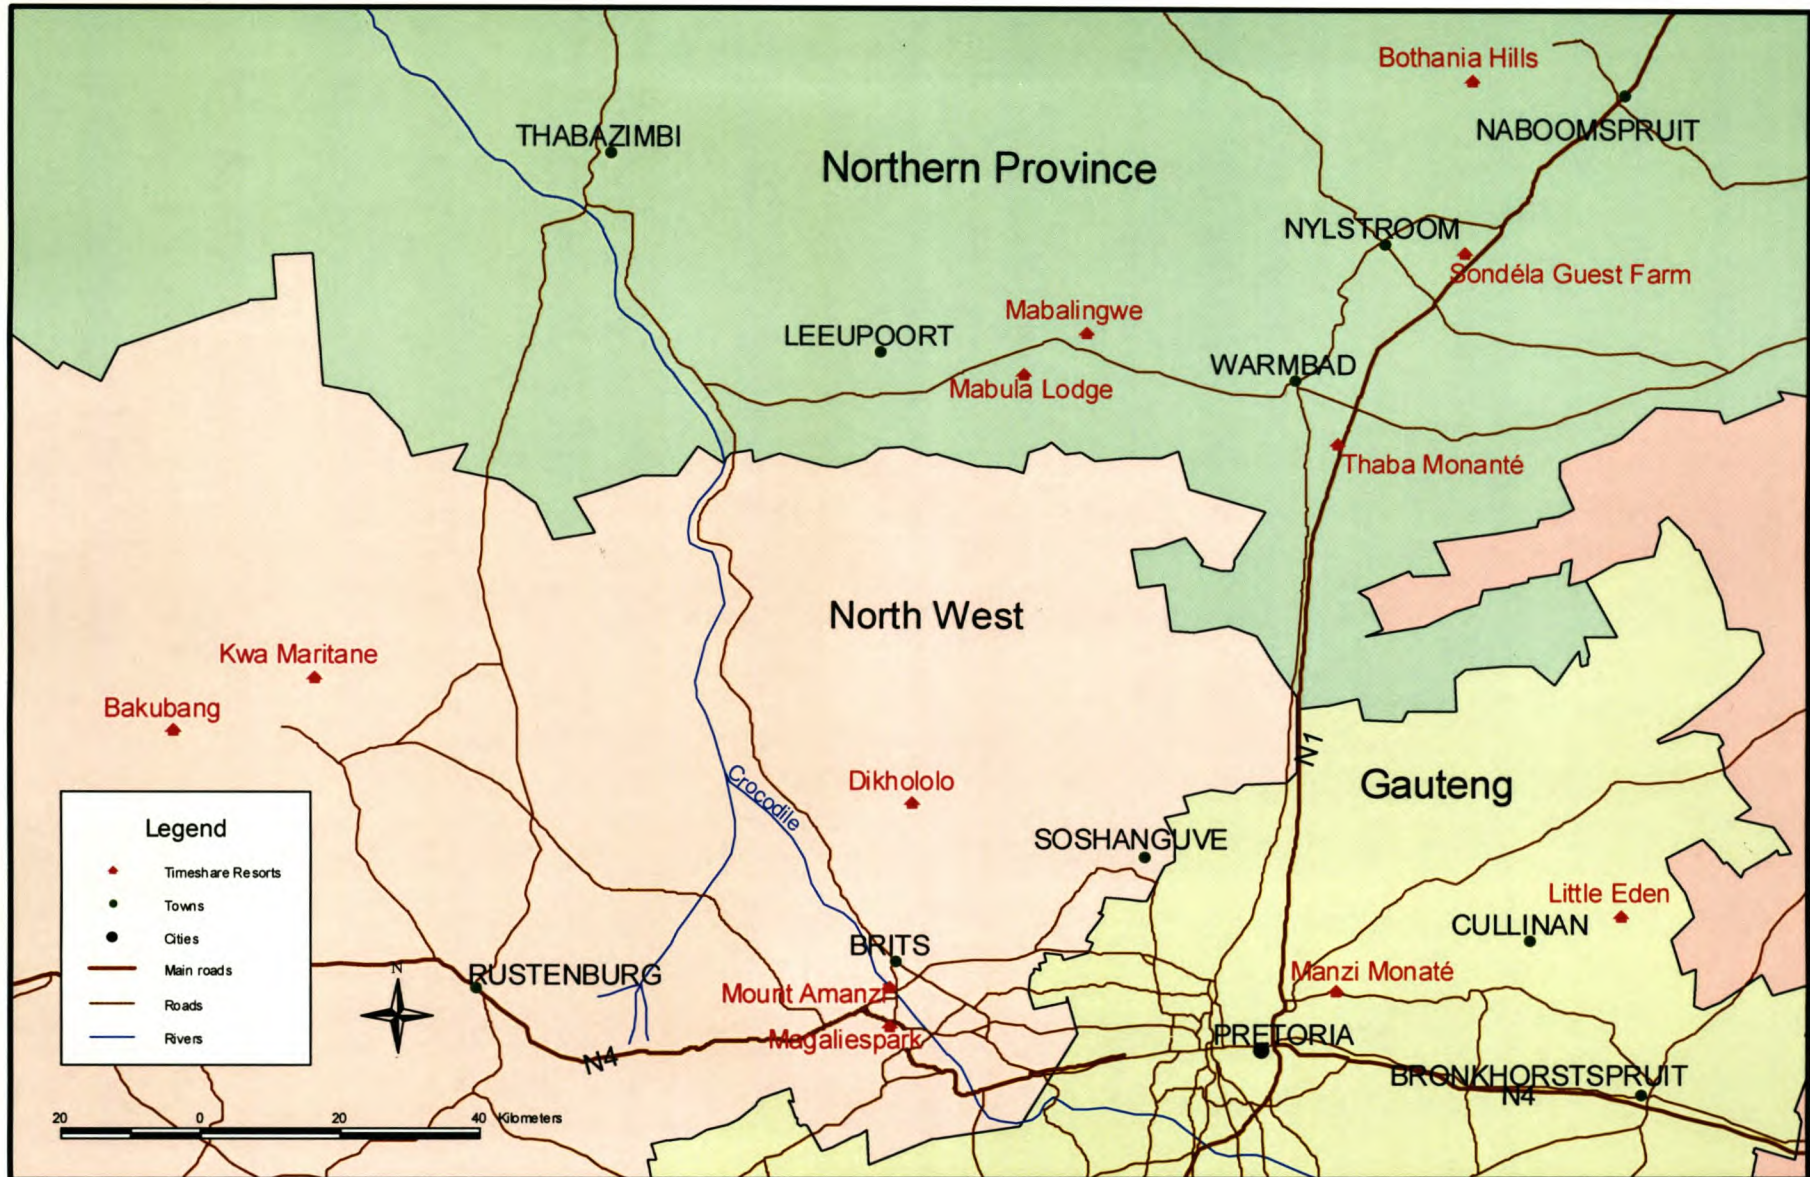 Bothania Hills
NABOOMSPRUIT
THABAZIMBI
Northern Province
NYLSTROOM
Sondéla Guest Farm
Mabalingwe
LEEUPOORT
WARMBAD
Mabula Lodge
Thaba Monanté
North West
Kwa Maritane
Bakubang
N1
Crocodile
Dikhololo
Gauteng
SOSHANGUVE
Little Eden
CULLINAN
BRITS
RUSTENBURG
Mount Amanzi
Manzi Monaté
Magaliespark
PRETORIA
N4
BRONKHORSTSPRUIT
N4
Legend
Timeshare Resorts
Towns
Cities
Main roads
Roads
Rivers
N
20 0 20 40 Kilometers